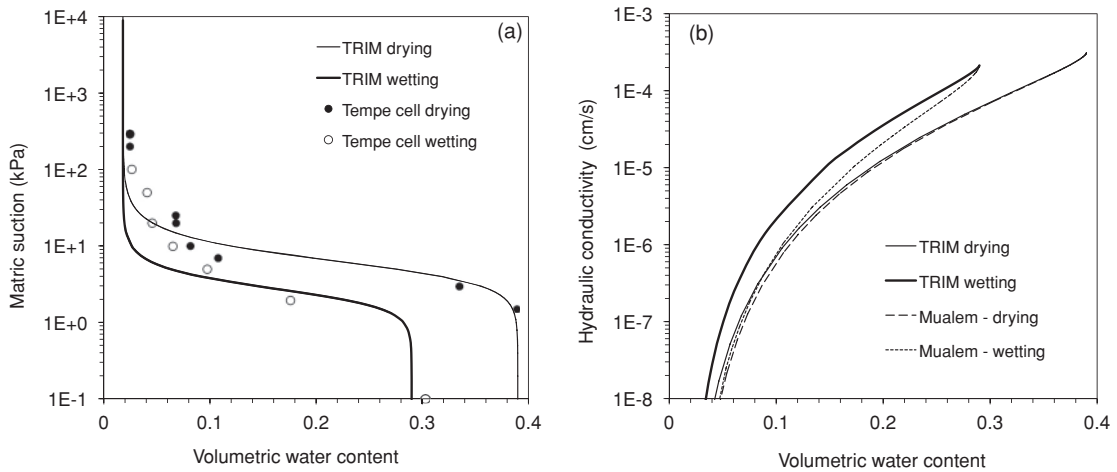 (a)
1E+4
1E+3
1E+2
1E+1
1E+0
1E-1
Matric suction (kPa)
TRIM drying
TRIM wetting
Tempe cell drying
Tempe cell wetting
0 0.1 0.2 0.3 0.4
Volumetric water content
(b)
1E-3
1E-4
1E-5
1E-6
1E-7
1E-8
Hydraulic conductivity (cm/s)
TRIM drying
TRIM wetting
Mualem - drying
Mualem - wetting
0 0.1 0.2 0.3 0.4
Volumetric water content